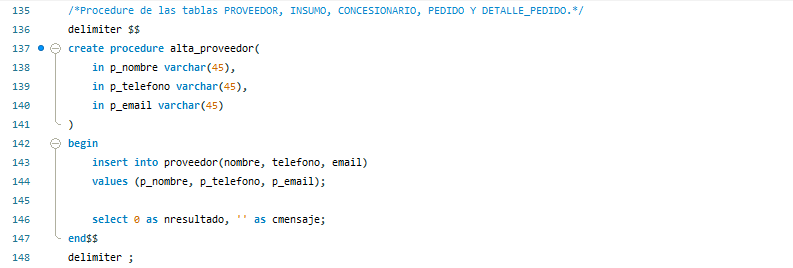 135 /*Procedure de las tablas PROVEEDOR, INSUMO, CONCESIONARIO, PEDIDO Y DETALLE_PEDIDO.*/
136 delimiter $$
137 create procedure alta_proveedor(
138 in p_nombre varchar(45),
139 in p_telefono varchar(45),
140 in p_email varchar(45)
141 )
142 begin
143 insert into proveedor(nombre, telefono, email)
144 values (p_nombre, p_telefono, p_email);
145
146 select 0 as nresultado, '' as cmensaje;
147 end$$
148 delimiter ;